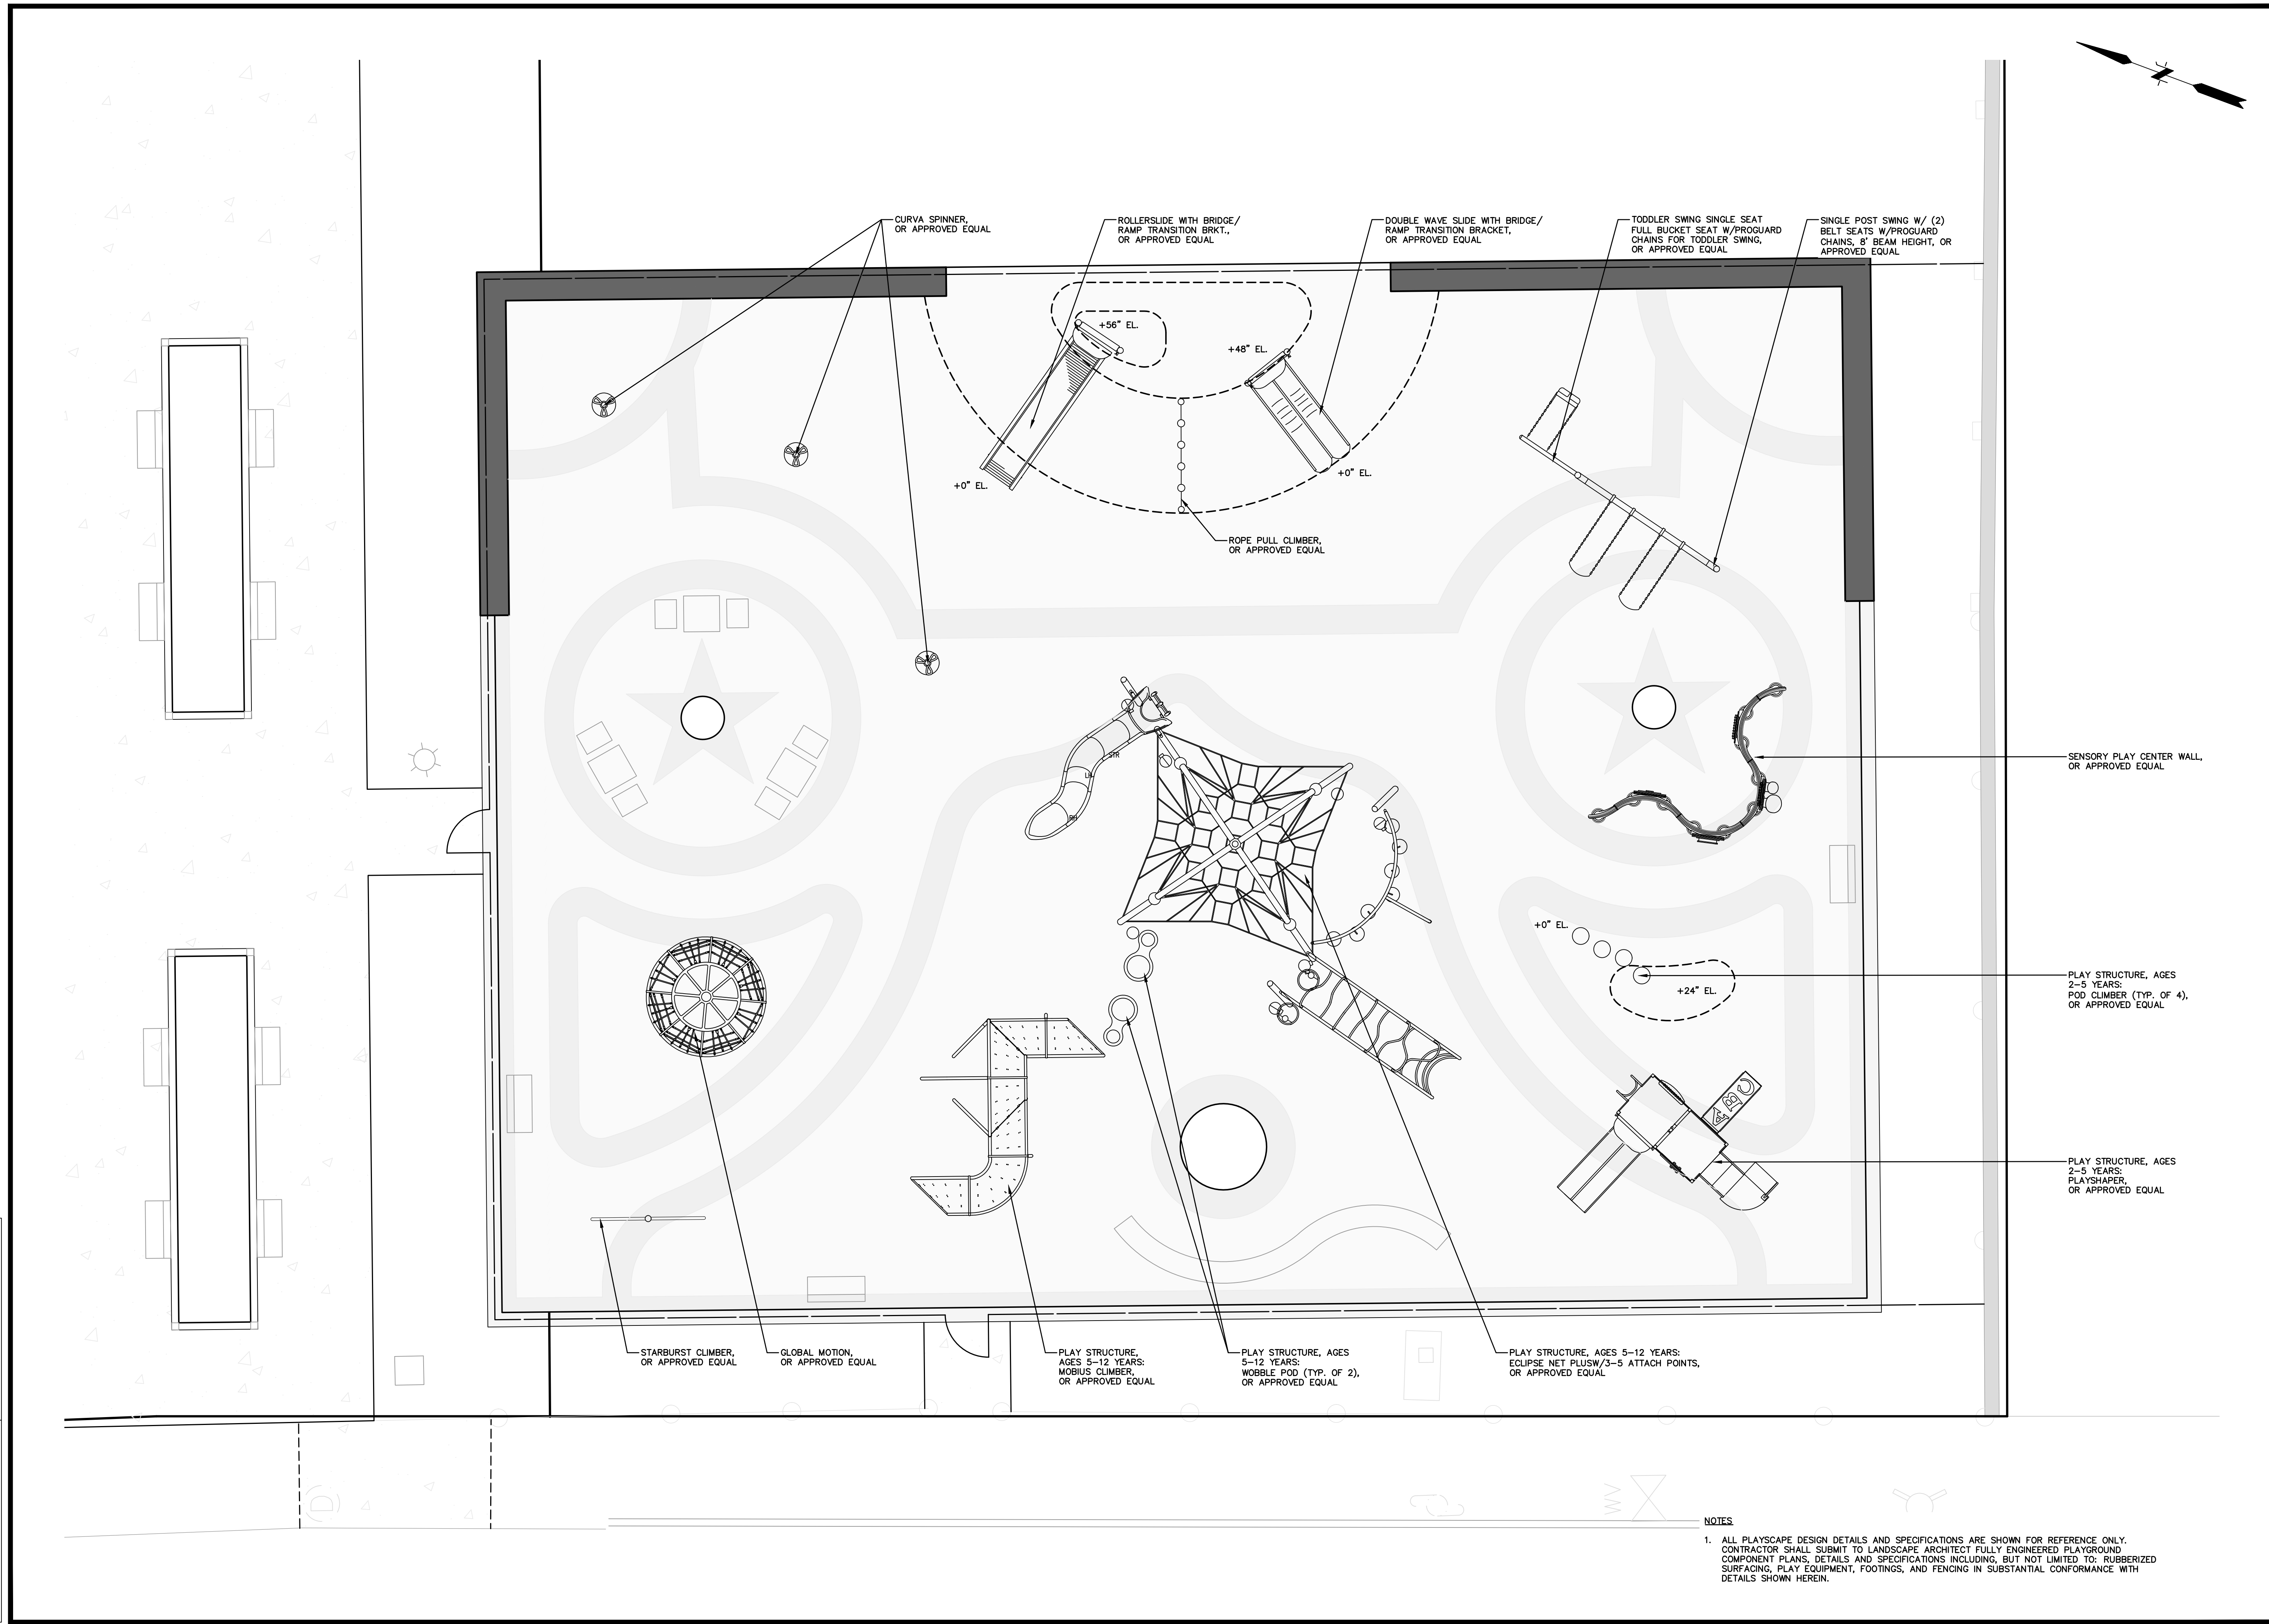 CURVA SPINNER,
OR APPROVED EQUAL
ROLLERSLIDE WITH BRIDGE/
RAMP TRANSITION BRKT.,
OR APPROVED EQUAL
DOUBLE WAVE SLIDE WITH BRIDGE/
RAMP TRANSITION BRACKET,
OR APPROVED EQUAL
TODDLER SWING SINGLE SEAT
FULL BUCKET SEAT W/PROGUARD
CHAINS FOR TODDLER SWING,
OR APPROVED EQUAL
SINGLE POST SWING W/ (2)
BELT SEATS W/PROGUARD
CHAINS, 8' BEAM HEIGHT, OR
APPROVED EQUAL
+56" EL.
+48" EL.
+0" EL.
+0" EL.
ROPE PULL CLIMBER,
OR APPROVED EQUAL
STR
LH
RH
SENSORY PLAY CENTER WALL,
OR APPROVED EQUAL
+0" EL.
+24" EL.
PLAY STRUCTURE, AGES
2-5 YEARS:
POD CLIMBER (TYP. OF 4),
OR APPROVED EQUAL
ABC
PLAY STRUCTURE, AGES
2-5 YEARS:
PLAYSHAPER,
OR APPROVED EQUAL
STARBURST CLIMBER,
OR APPROVED EQUAL
GLOBAL MOTION,
OR APPROVED EQUAL
PLAY STRUCTURE,
AGES 5-12 YEARS:
MOBIUS CLIMBER,
OR APPROVED EQUAL
PLAY STRUCTURE, AGES
5-12 YEARS:
WOBBLE POD (TYP. OF 2),
OR APPROVED EQUAL
PLAY STRUCTURE, AGES 5-12 YEARS:
ECLIPSE NET PLUSW/3-5 ATTACH POINTS,
OR APPROVED EQUAL
D
W
NOTES
1. ALL PLAYSCAPE DESIGN DETAILS AND SPECIFICATIONS ARE SHOWN FOR REFERENCE ONLY.
CONTRACTOR SHALL SUBMIT TO LANDSCAPE ARCHITECT FULLY ENGINEERED PLAYGROUND
COMPONENT PLANS, DETAILS AND SPECIFICATIONS INCLUDING, BUT NOT LIMITED TO: RUBBERIZED
SURFACING, PLAY EQUIPMENT, FOOTINGS, AND FENCING IN SUBSTANTIAL CONFORMANCE WITH
DETAILS SHOWN HEREIN.